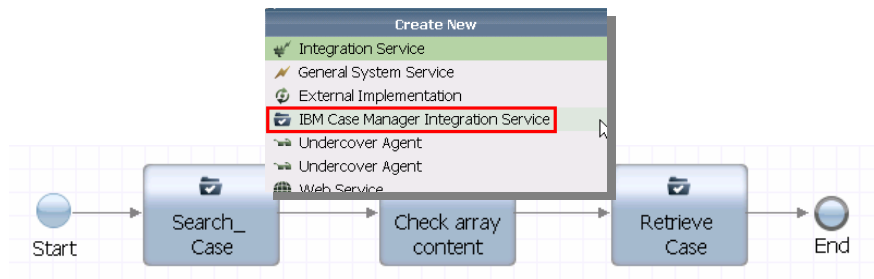 Create New
Integration Service
General System Service
External Implementation
IBM Case Manager Integration Service
Undercover Agent
Undercover Agent
Web Service
Start
Search_
Case
Check array
content
Retrieve
Case
End